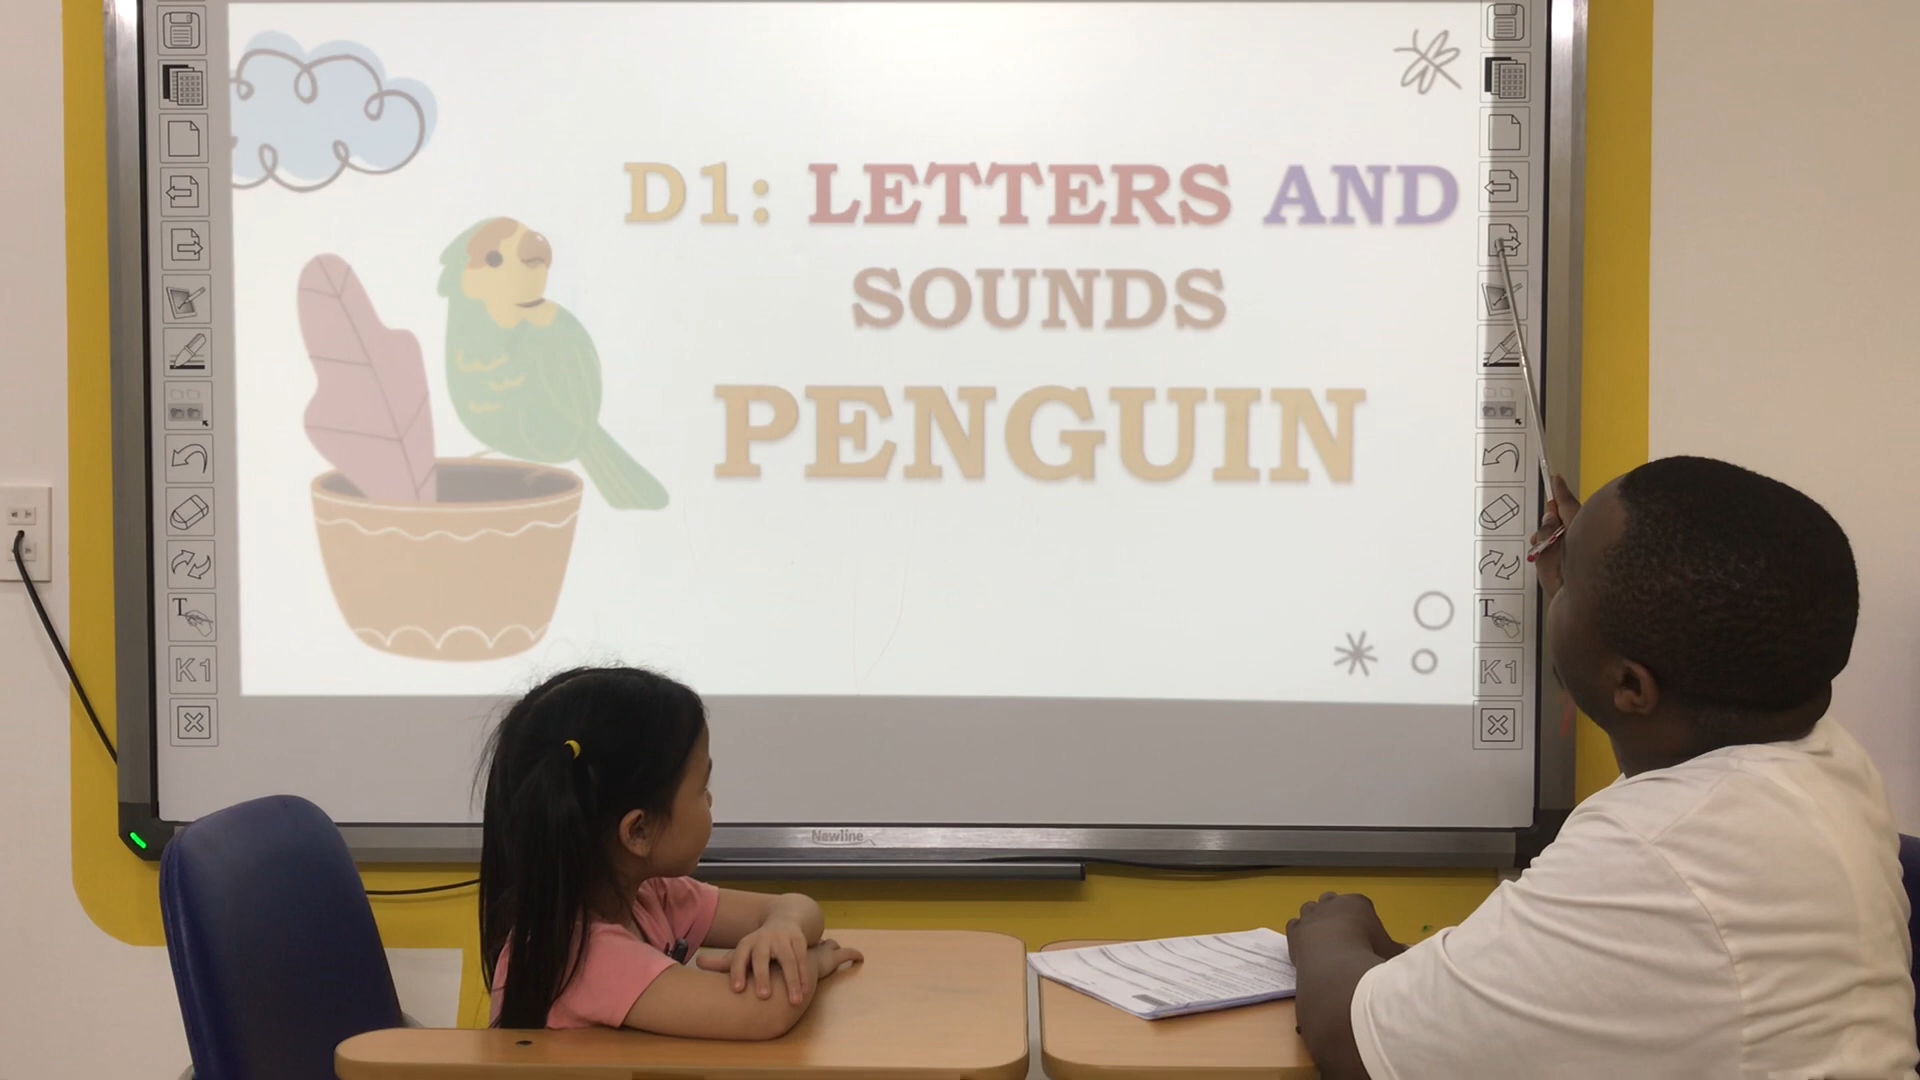 D1: LETTERS AND
SOUNDS
PENGUIN
T
K1
T
K1
Newline